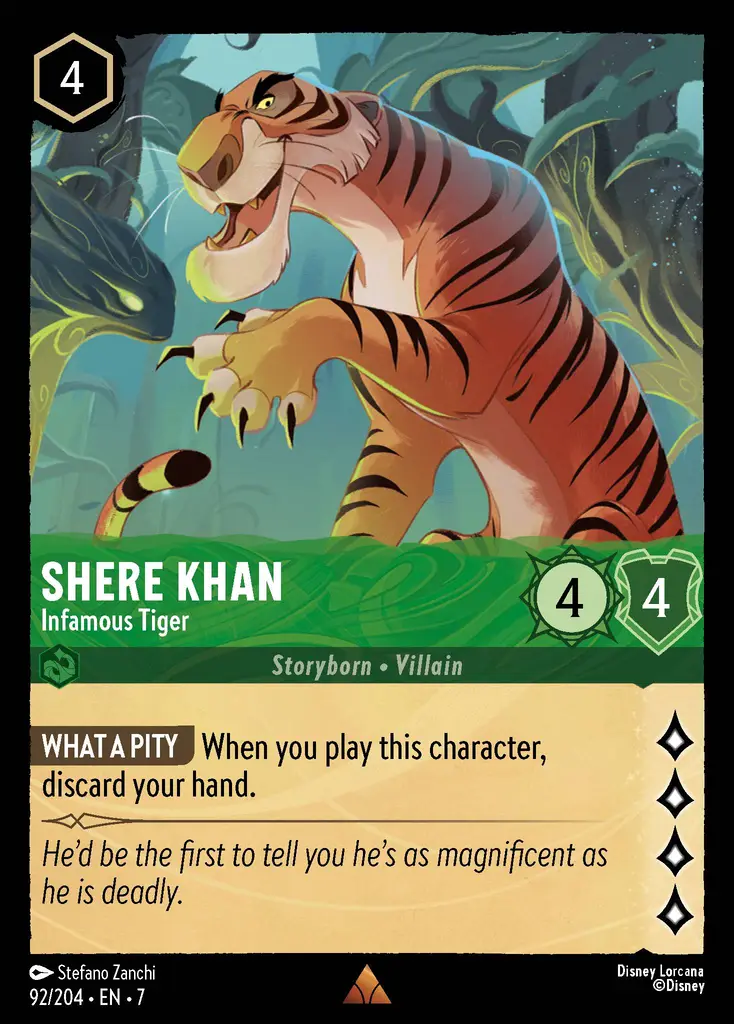 4
SHERE KHAN
Infamous Tiger
4
4
Storyborn • Villain
WHAT A PITY When you play this character,
discard your hand.
He'd be the first to tell you he's as magnificent as
he is deadly.
Stefano Zanchi
92/204 • EN • 7
Disney Lorcana
©Disney